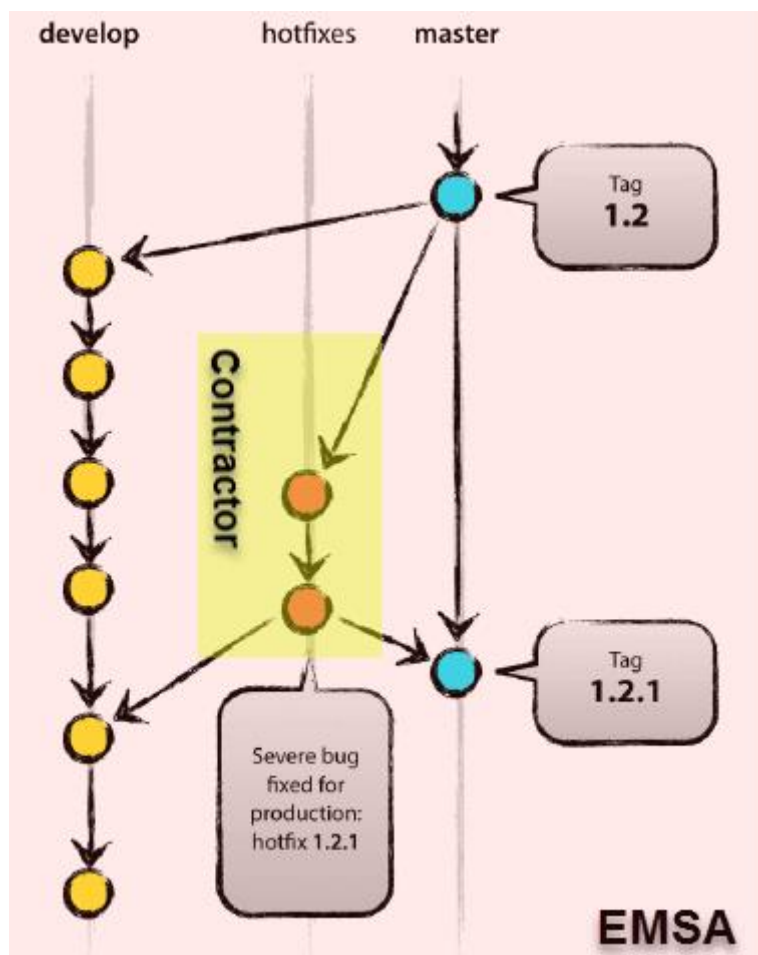 develop
hotfixes
master
Tag
1.2
Contractor
Tag
1.2.1
Severe bug
fixed for
production:
hotfix 1.2.1
EMSA